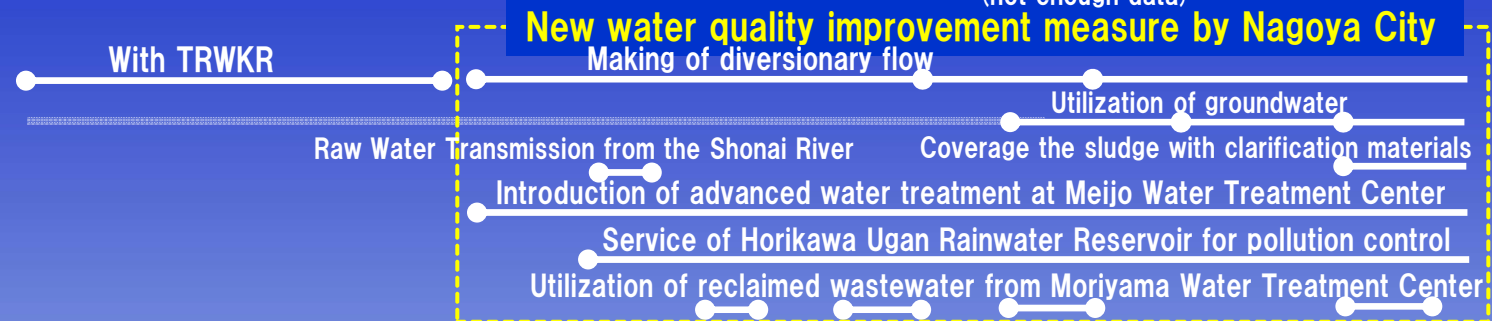 (not enough data)
New water quality improvement measure by Nagoya City
With TRWKR
Making of diversionary flow
Utilization of groundwater
Raw Water Transmission from the Shonai River
Coverage the sludge with clarification materials
Introduction of advanced water treatment at Meijo Water Treatment Center
Service of Horikawa Ugan Rainwater Reservoir for pollution control
Utilization of reclaimed wastewater from Moriyama Water Treatment Center